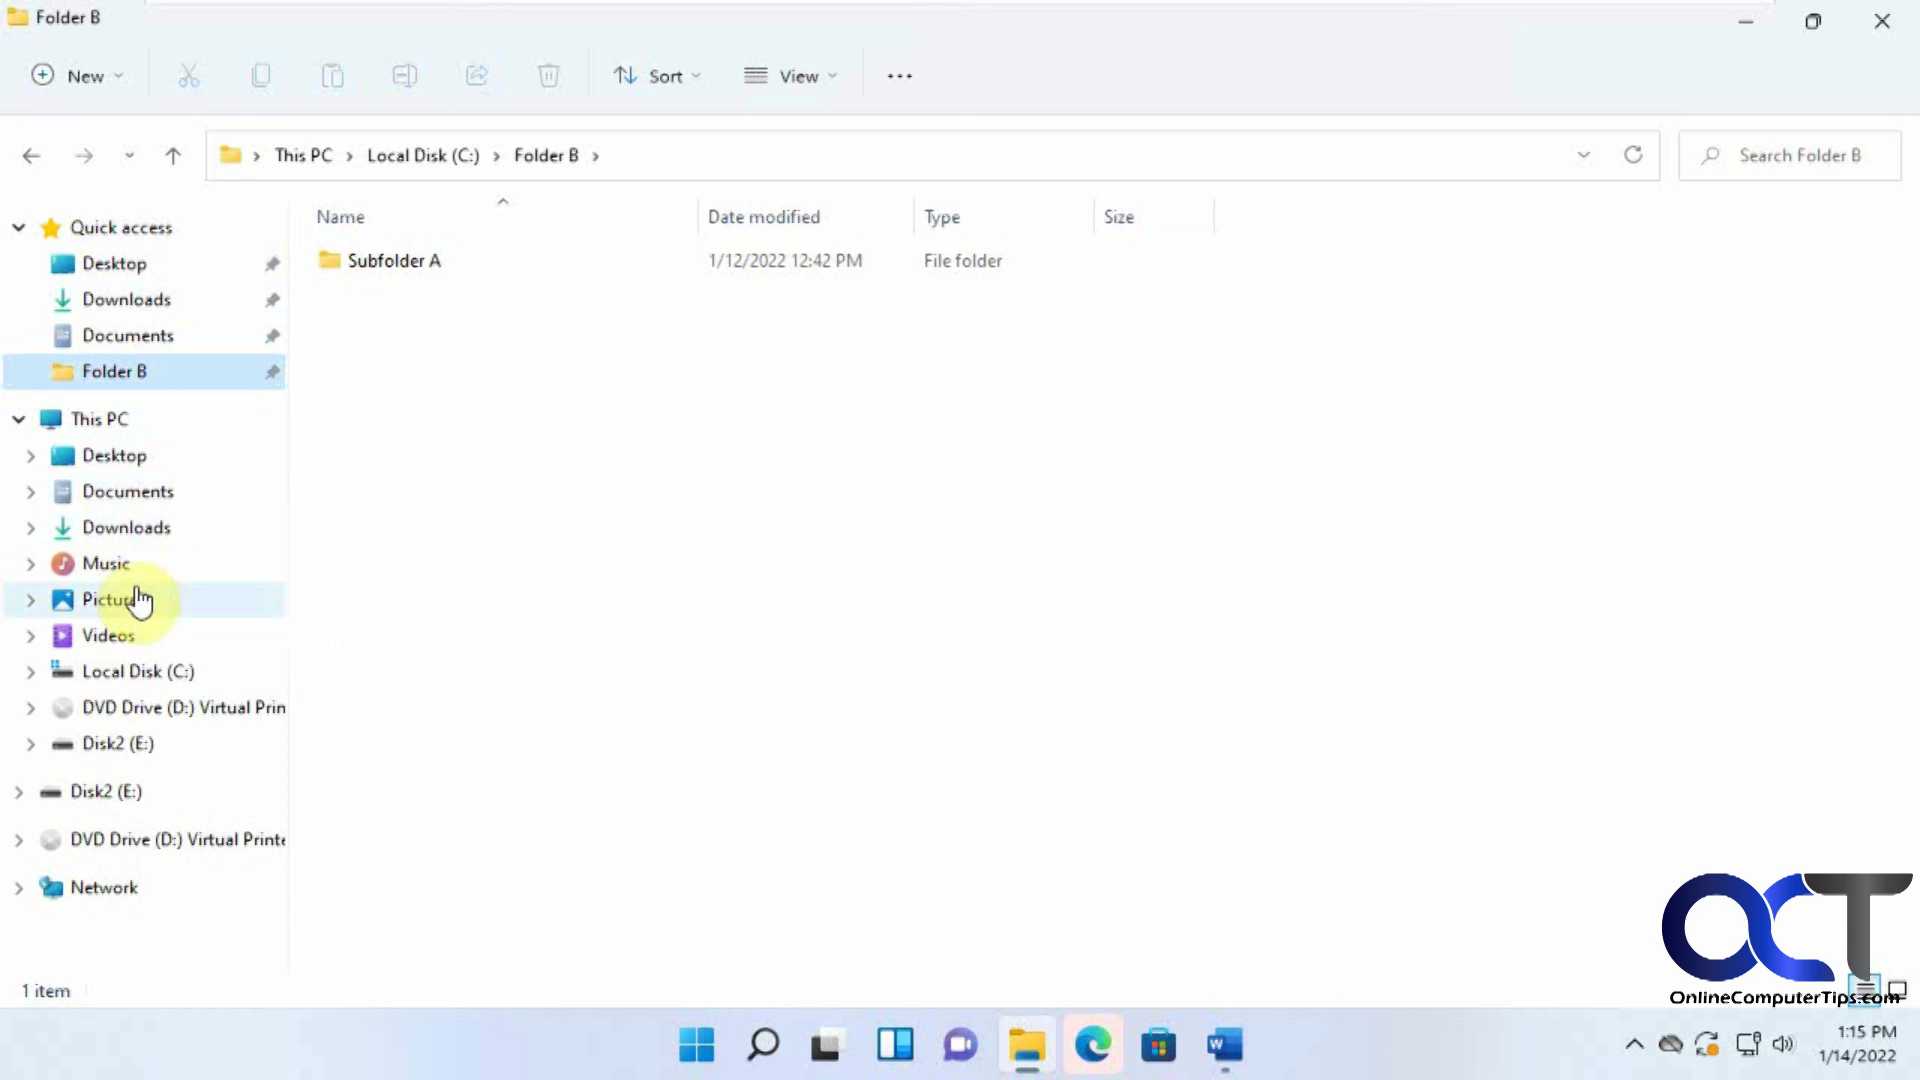 Folder B
New
Sort
View
This PC
Local Disk (C:)
Folder B
Search Folder B
Name
Date modified
Type
Size
Subfolder A
1/12/2022 12:42 PM
File folder
Quick access
Desktop
Downloads
Documents
Folder B
This PC
Desktop
Documents
Downloads
Music
Pictu
Videos
Local Disk (C:)
DVD Drive (D:) Virtual Prin
Disk2 (E:)
Disk2 (E:)
DVD Drive (D:) Virtual Printe
Network
1 item
OCT
OnlineComputerTips.com
W
1:15 PM
1/14/2022